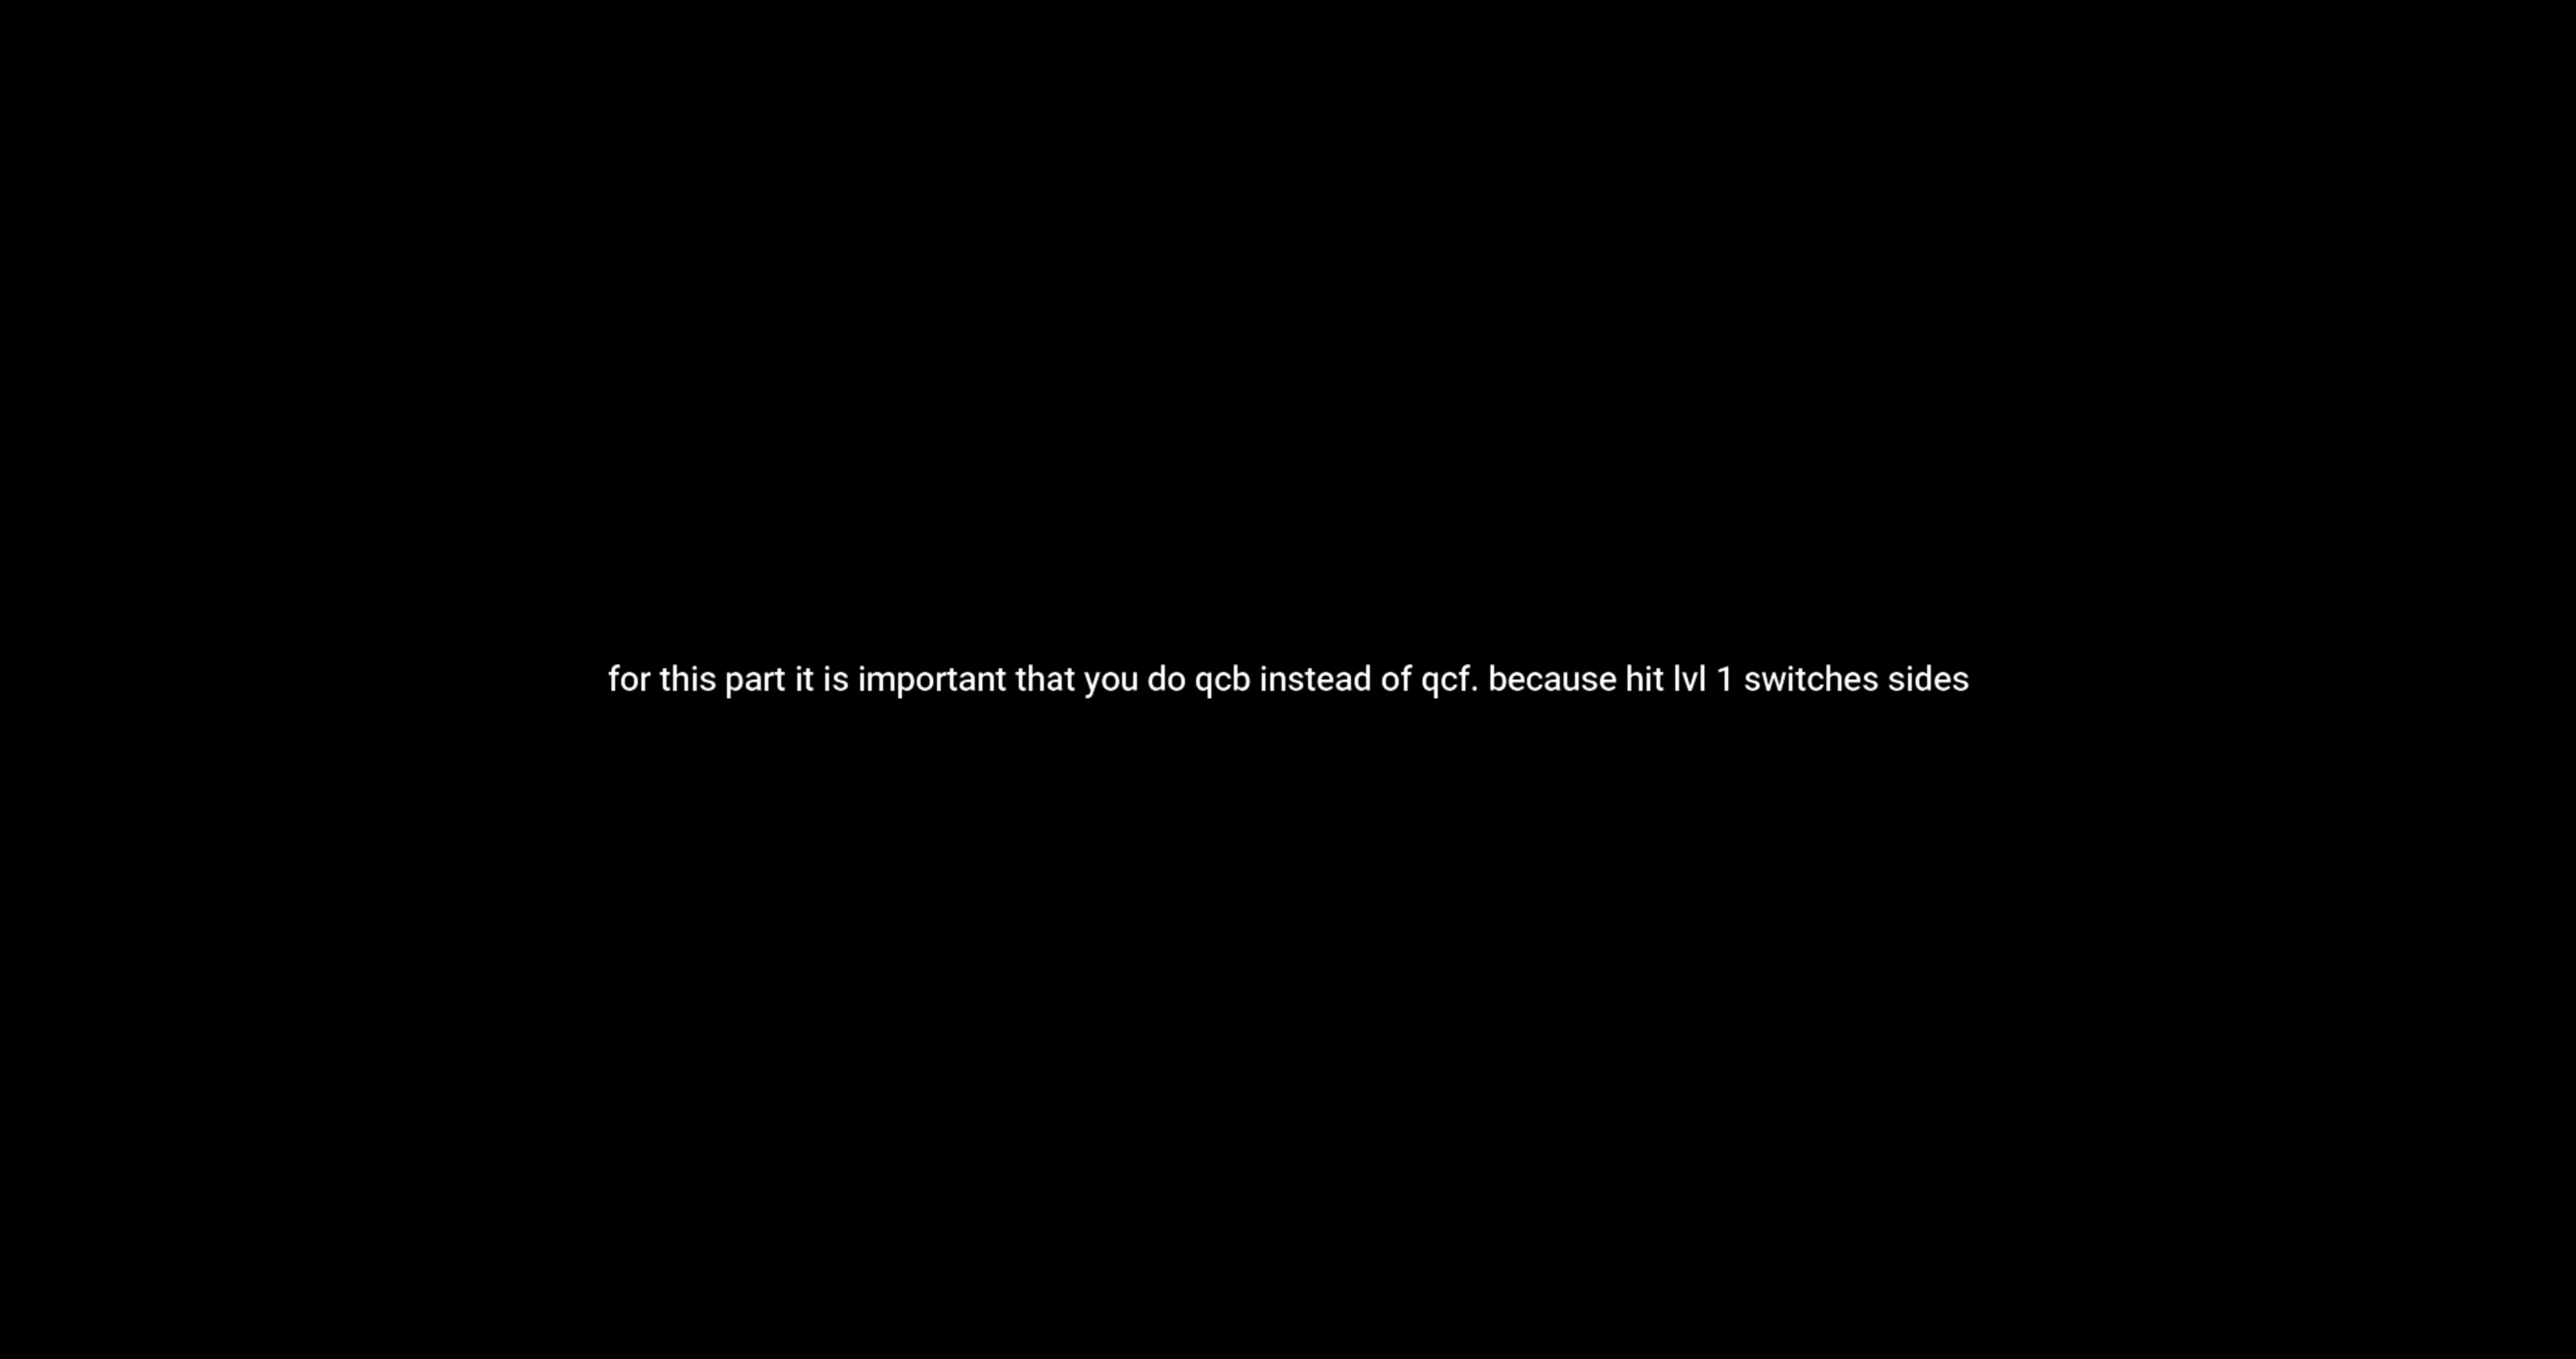 for this part it is important that you do qcb instead of qcf. because hit lvl 1 switches sides